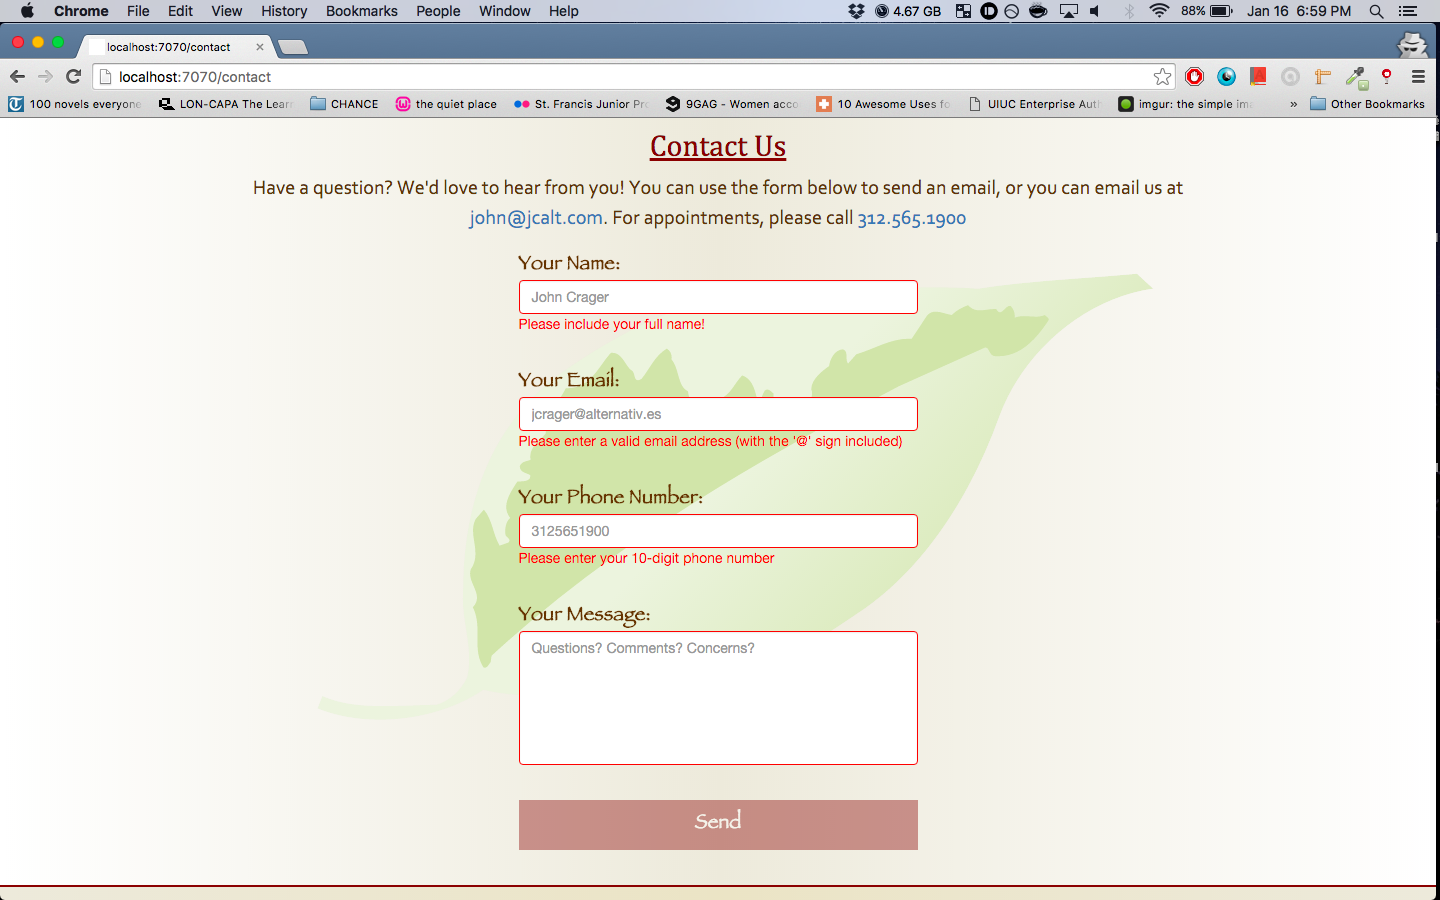 Chrome File Edit View History Bookmarks People Window Help 4.67 GB 88% Jan 16 6:59 PM
localhost:7070/contact
localhost:7070/contact
100 novels everyone LON-CAPA The Lear CHANCE the quiet place St. Francis Junior Pr 9GAG - Women acco 10 Awesome Uses fo UIUC Enterprise Aut imgur: the simple im » Other Bookmarks
Contact Us
Have a question? We'd love to hear from you! You can use the form below to send an email, or you can email us at
john@jcalt.com. For appointments, please call 312.565.1900
Your Name:
John Crager
Please include your full name!
Your Email:
jcrager@alternativ.es
Please enter a valid email address (with the '@' sign included)
Your Phone Number:
3125651900
Please enter your 10-digit phone number
Your Message:
Questions? Comments? Concerns?
Send